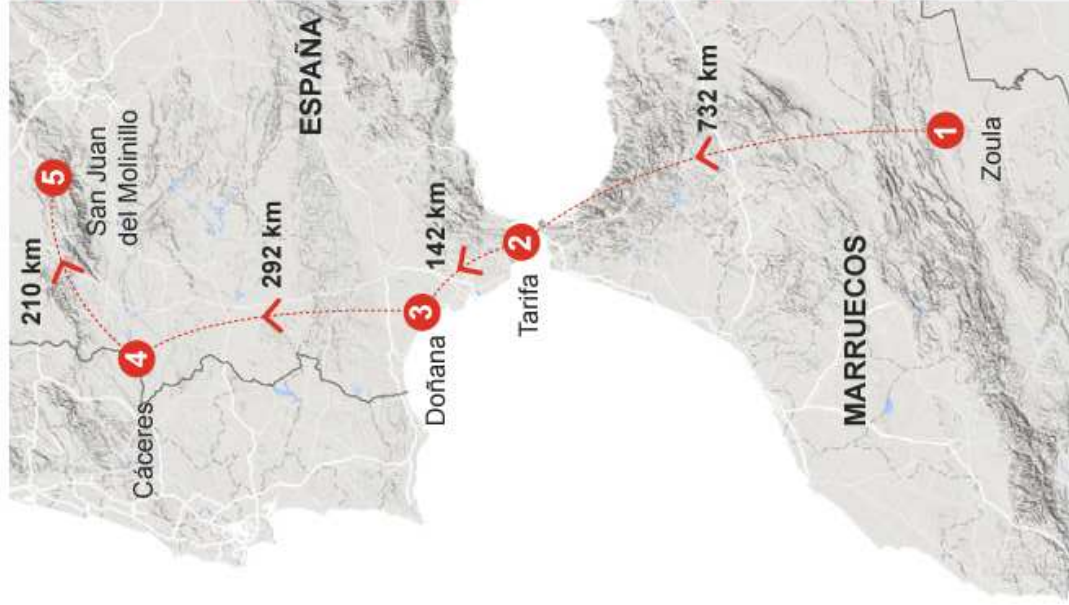 210 km
5
San Juan
del Molinillo
ESPAÑA
4
Cáceres
292 km
142 km
3
Doñana
2
Tarifa
732 km
MARRUECOS
1
Zoula